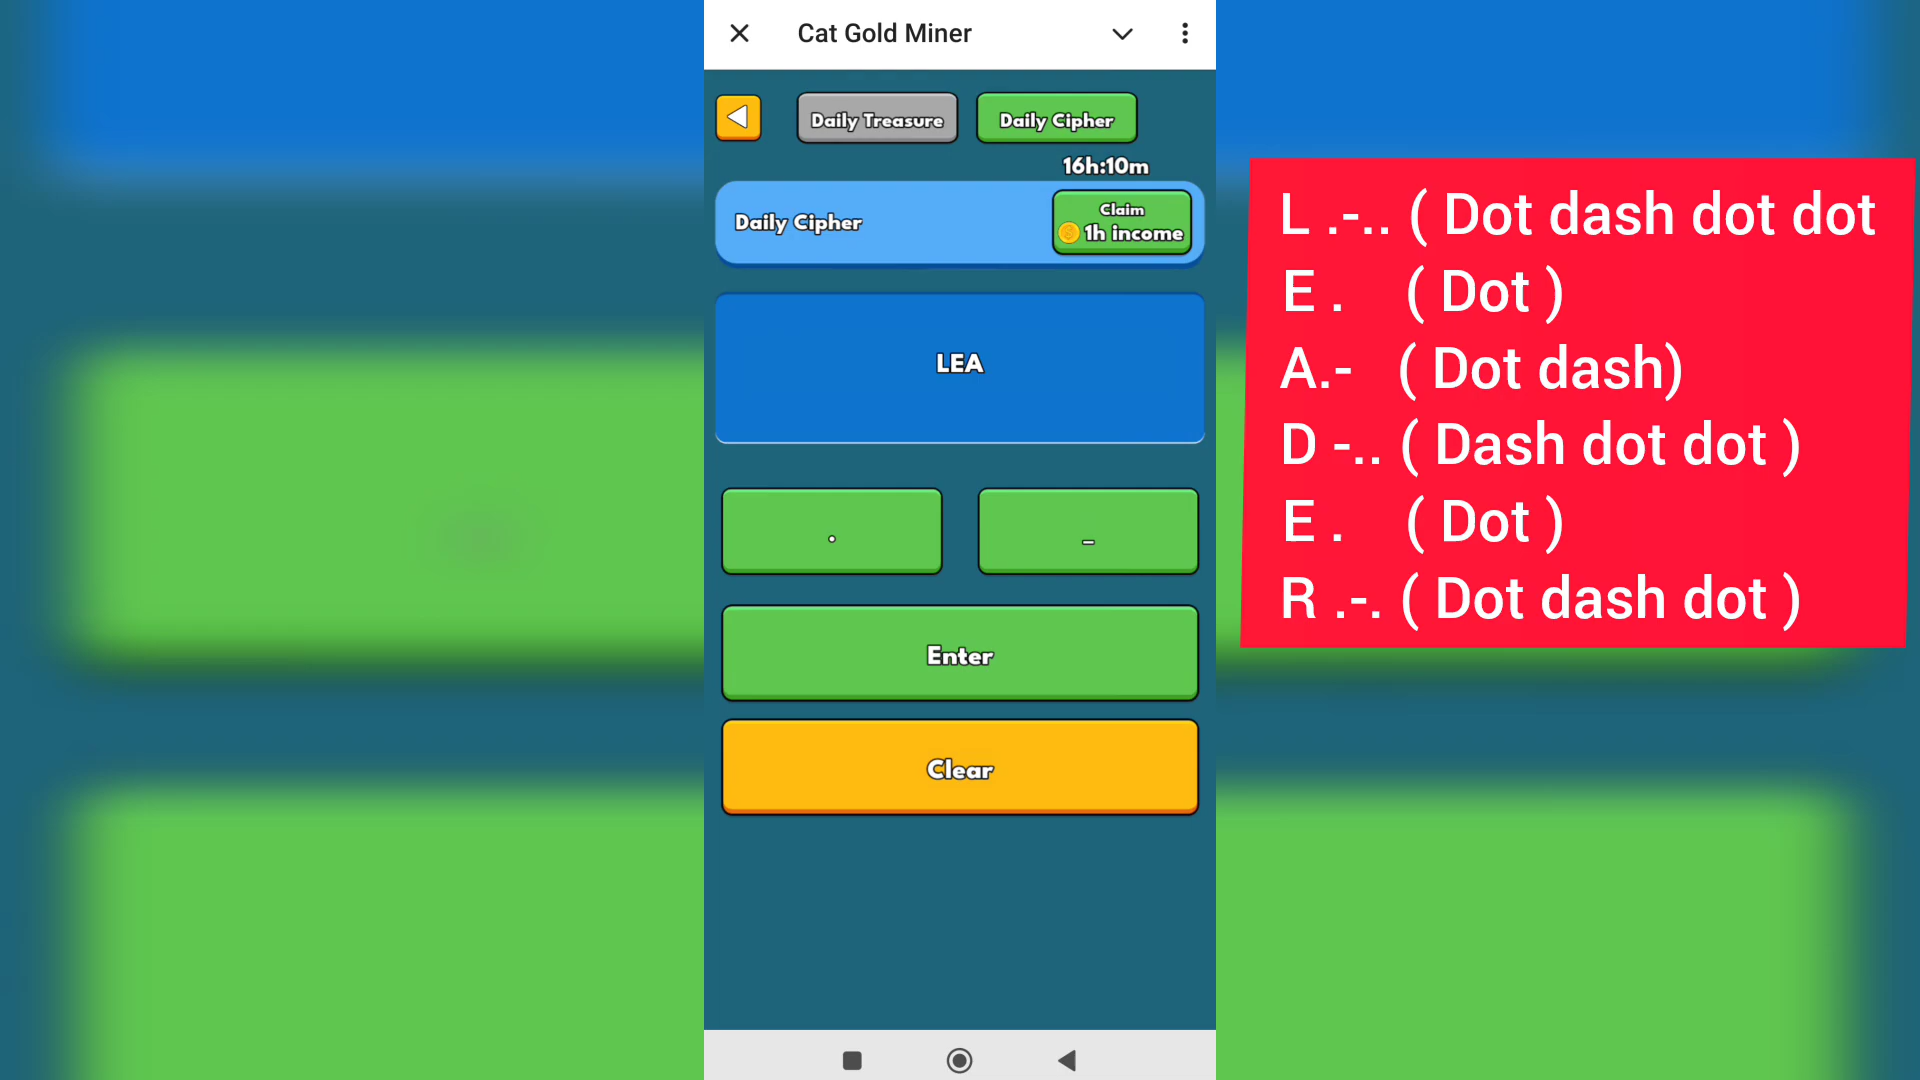 Cat Gold Miner
Daily Treasure
Daily Cipher
16h:10m
Daily Cipher
Claim
1h income
LEA
.
_
Enter
Clear
L .-.. ( Dot dash dot dot
E . ( Dot )
A.- ( Dot dash)
D -.. ( Dash dot dot )
E . ( Dot )
R .-. ( Dot dash dot )